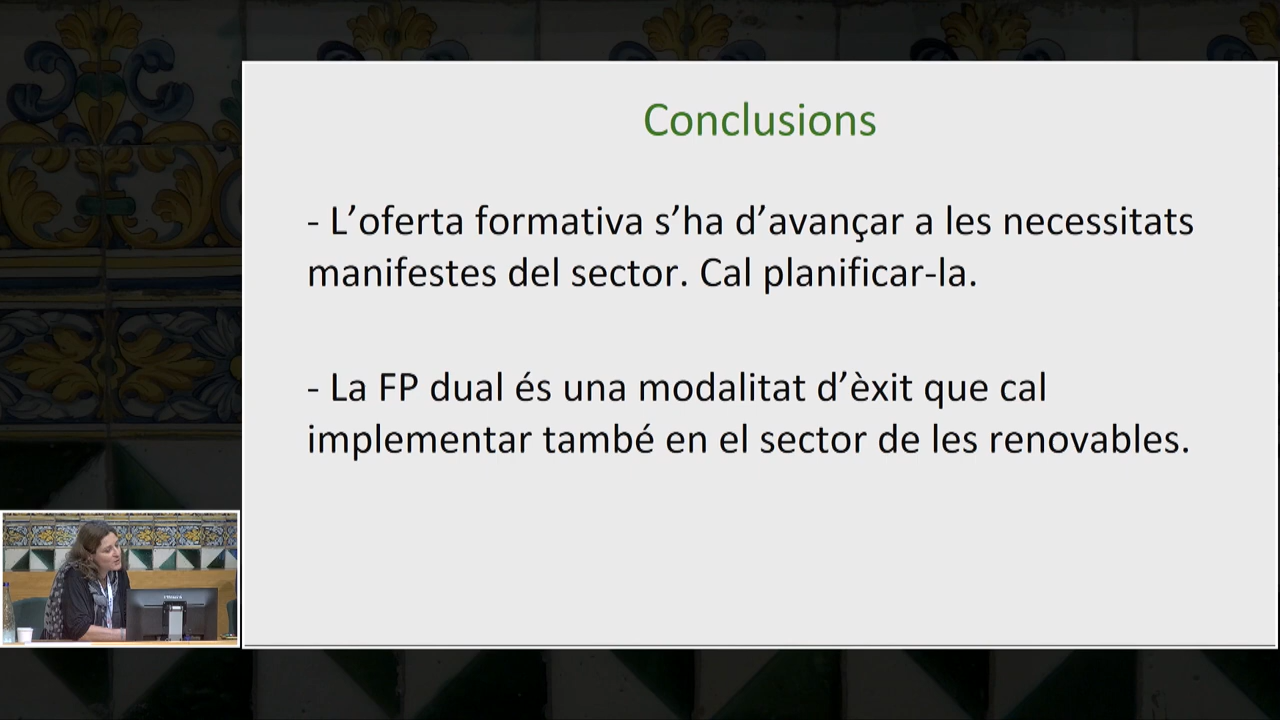 Conclusions
- L’oferta formativa s’ha d’avançar a les necessitats
manifestes del sector. Cal planificar-la.
- La FP dual és una modalitat d’èxit que cal
implementar també en el sector de les renovables.